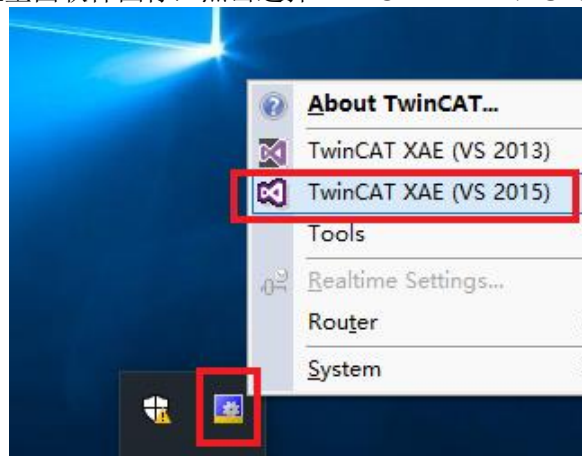 About TwinCAT...
TwinCAT XAE (VS 2013)
TwinCAT XAE (VS 2015)
Tools
Realtime Settings...
Router
System